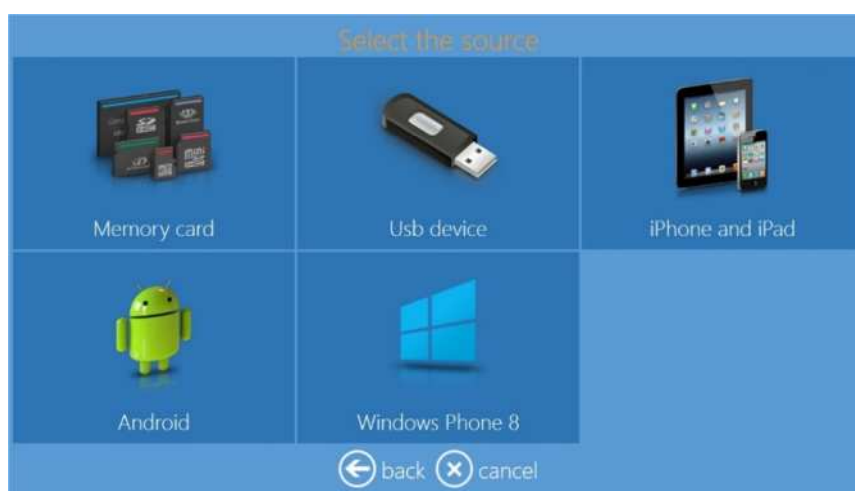 Select the source
Memory card
Usb device
iPhone and iPad
Android
Windows Phone 8
back
cancel